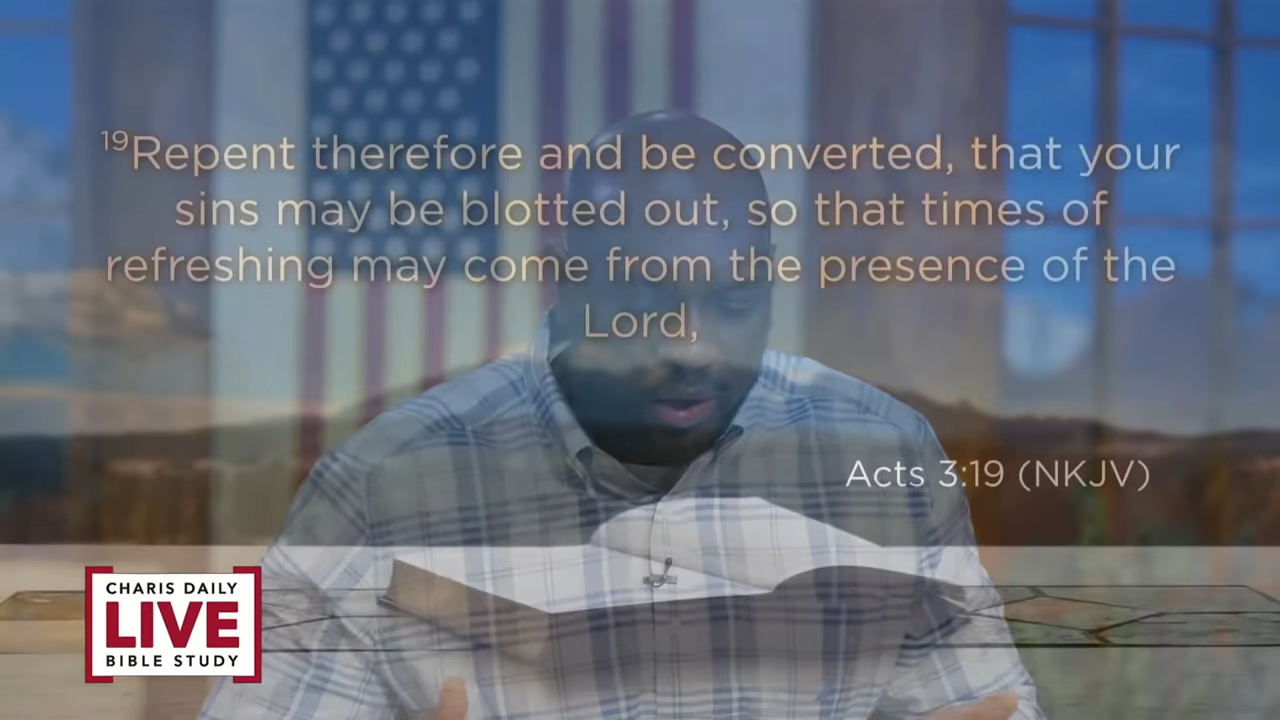 ¹⁹Repent therefore and be converted, that your
sins may be blotted out, so that times of
refreshing may come from the presence of the
Lord,
Acts 3:19 (NKJV)
CHARIS DAILY
LIVE
BIBLE STUDY